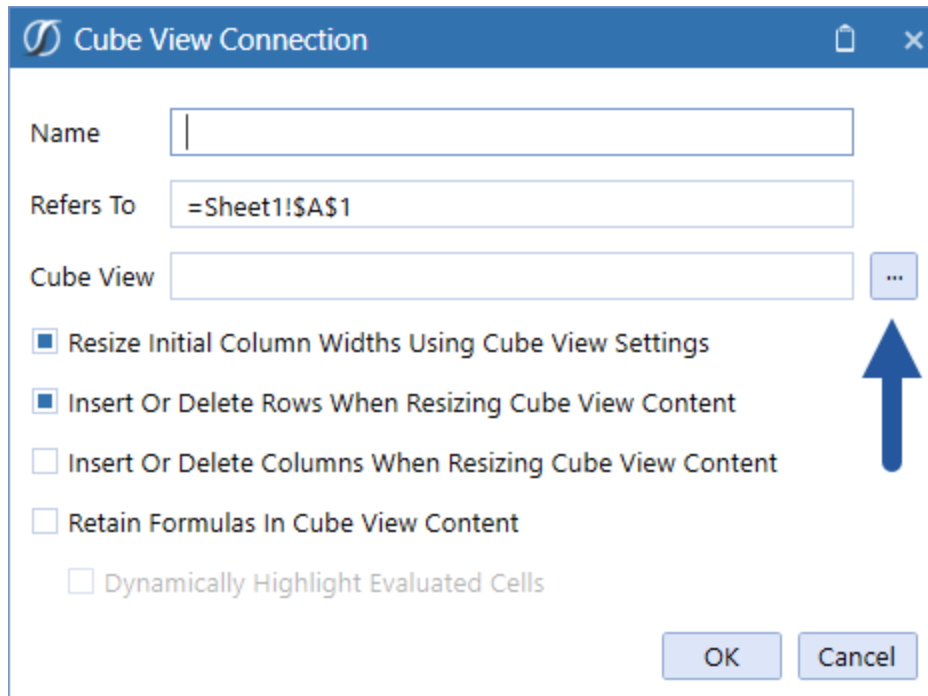 Cube View Connection
Name
Refers To =Sheet1!$A$1
Cube View ...
Resize Initial Column Widths Using Cube View Settings
Insert Or Delete Rows When Resizing Cube View Content
Insert Or Delete Columns When Resizing Cube View Content
Retain Formulas In Cube View Content
Dynamically Highlight Evaluated Cells
OK Cancel